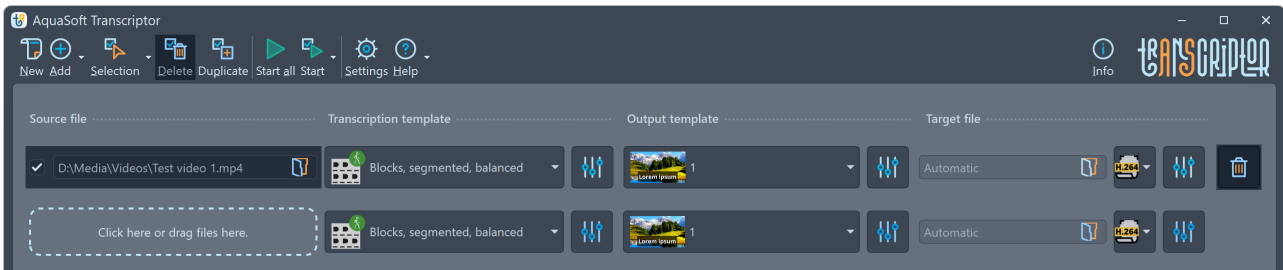 AquaSoft Transcriptor
New Add Selection Delete Duplicate Start all Start Settings Help Info transcriptor
Source file Transcription template Output template Target file
D:\Media\Videos\Test video 1.mp4 Blocks, segmented, balanced Lorem ipsum 1 Automatic H.264
Click here or drag files here. Blocks, segmented, balanced Lorem ipsum 1 Automatic H.264